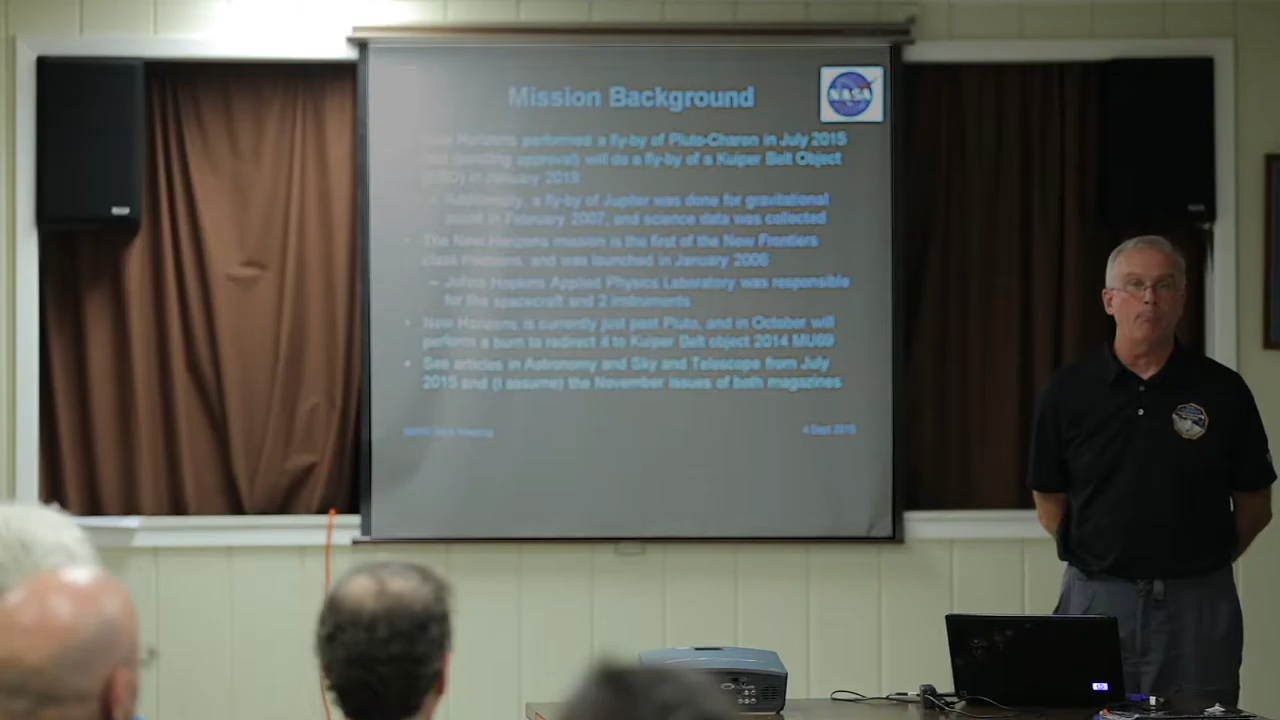 Mission Background
NASA
New Horizons performed a fly-by of Pluto-Charon in July 2015
and (pending approval) will do a fly-by of a Kuiper Belt Object
(KBO) in January 2019
– Additionally, a fly-by of Jupiter was done for gravitational
assist in February 2007, and science data was collected
• The New Horizons mission is the first of the New Frontiers
class missions, and was launched in January 2006
– Johns Hopkins Applied Physics Laboratory was responsible
for the spacecraft and 2 instruments
• New Horizons is currently just past Pluto, and in October will
perform a burn to redirect it to Kuiper Belt object 2014 MU69
• See articles in Astronomy and Sky and Telescope from July
2015 and (I assume) the November issues of both magazines
4 Sept 2015
hp